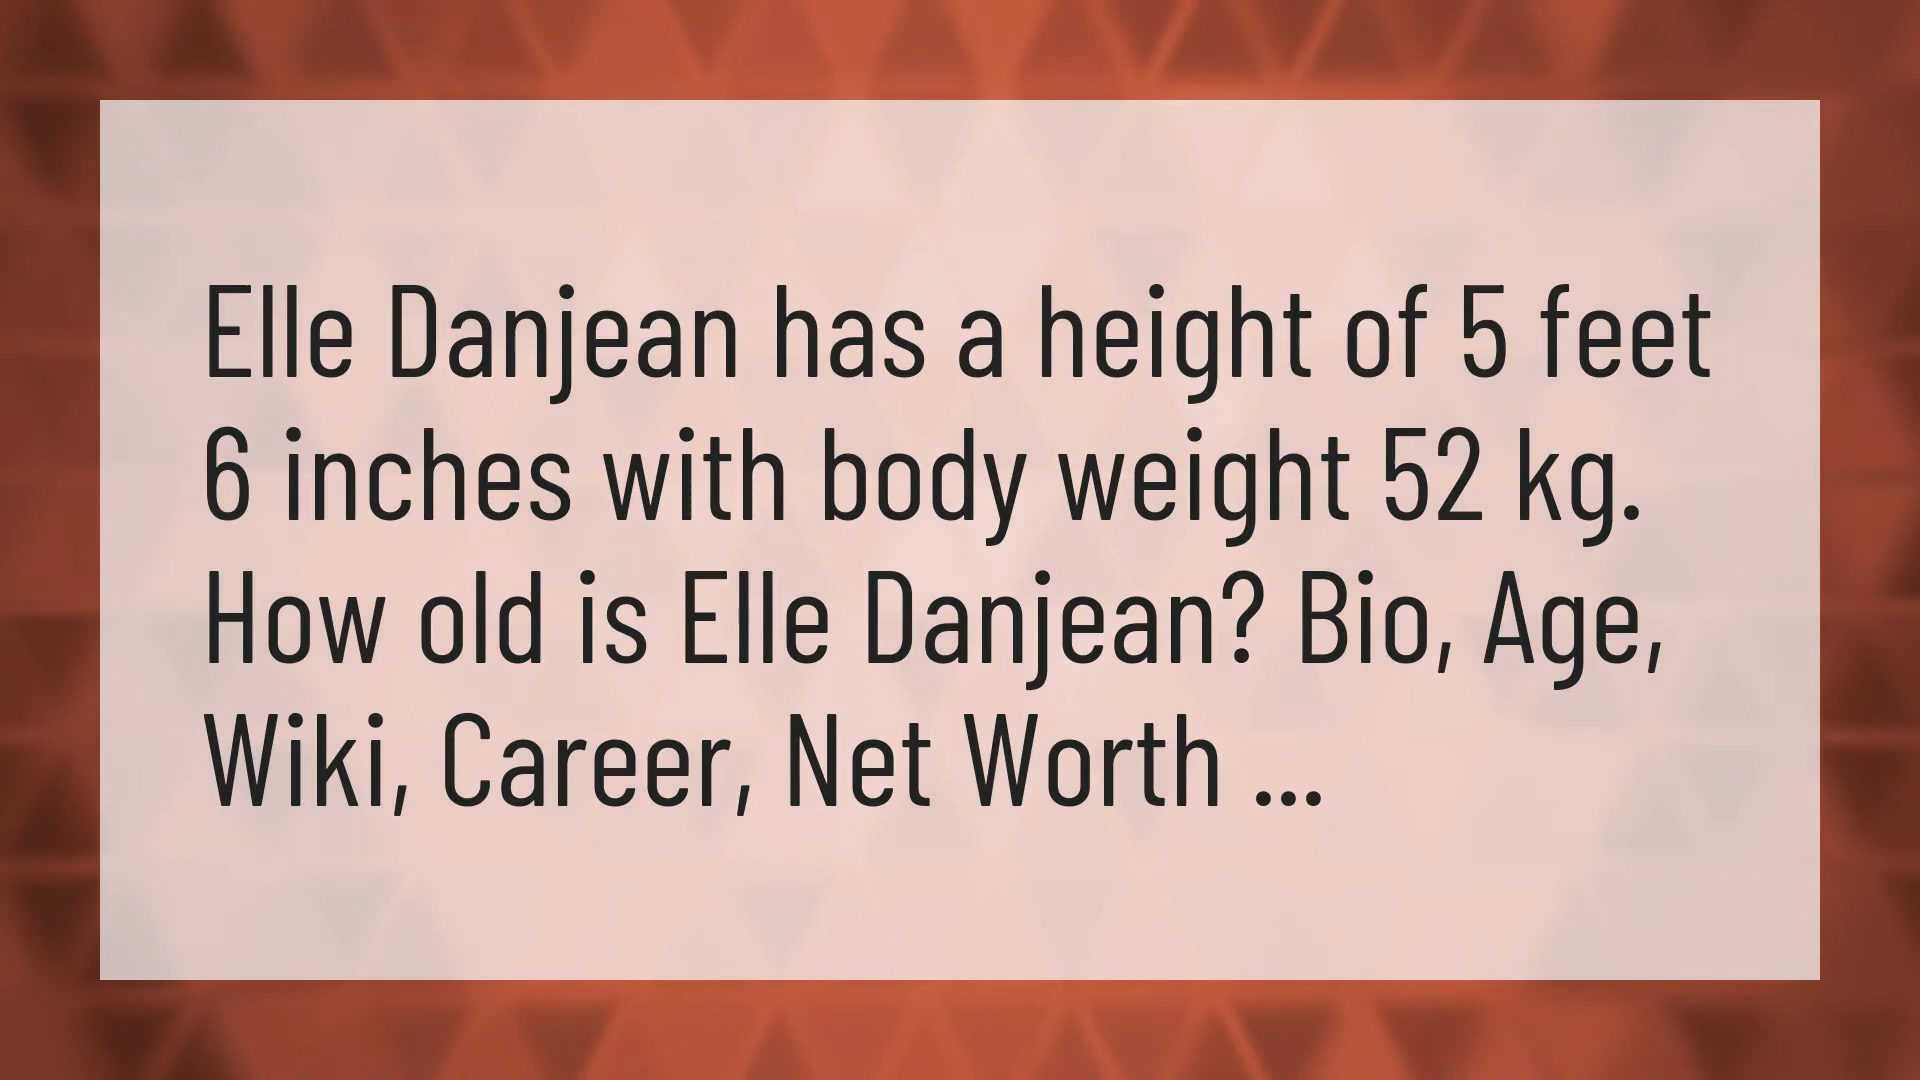 Elle Danjean has a height of 5 feet
6 inches with body weight 52 kg.
How old is Elle Danjean? Bio, Age,
Wiki, Career, Net Worth ...